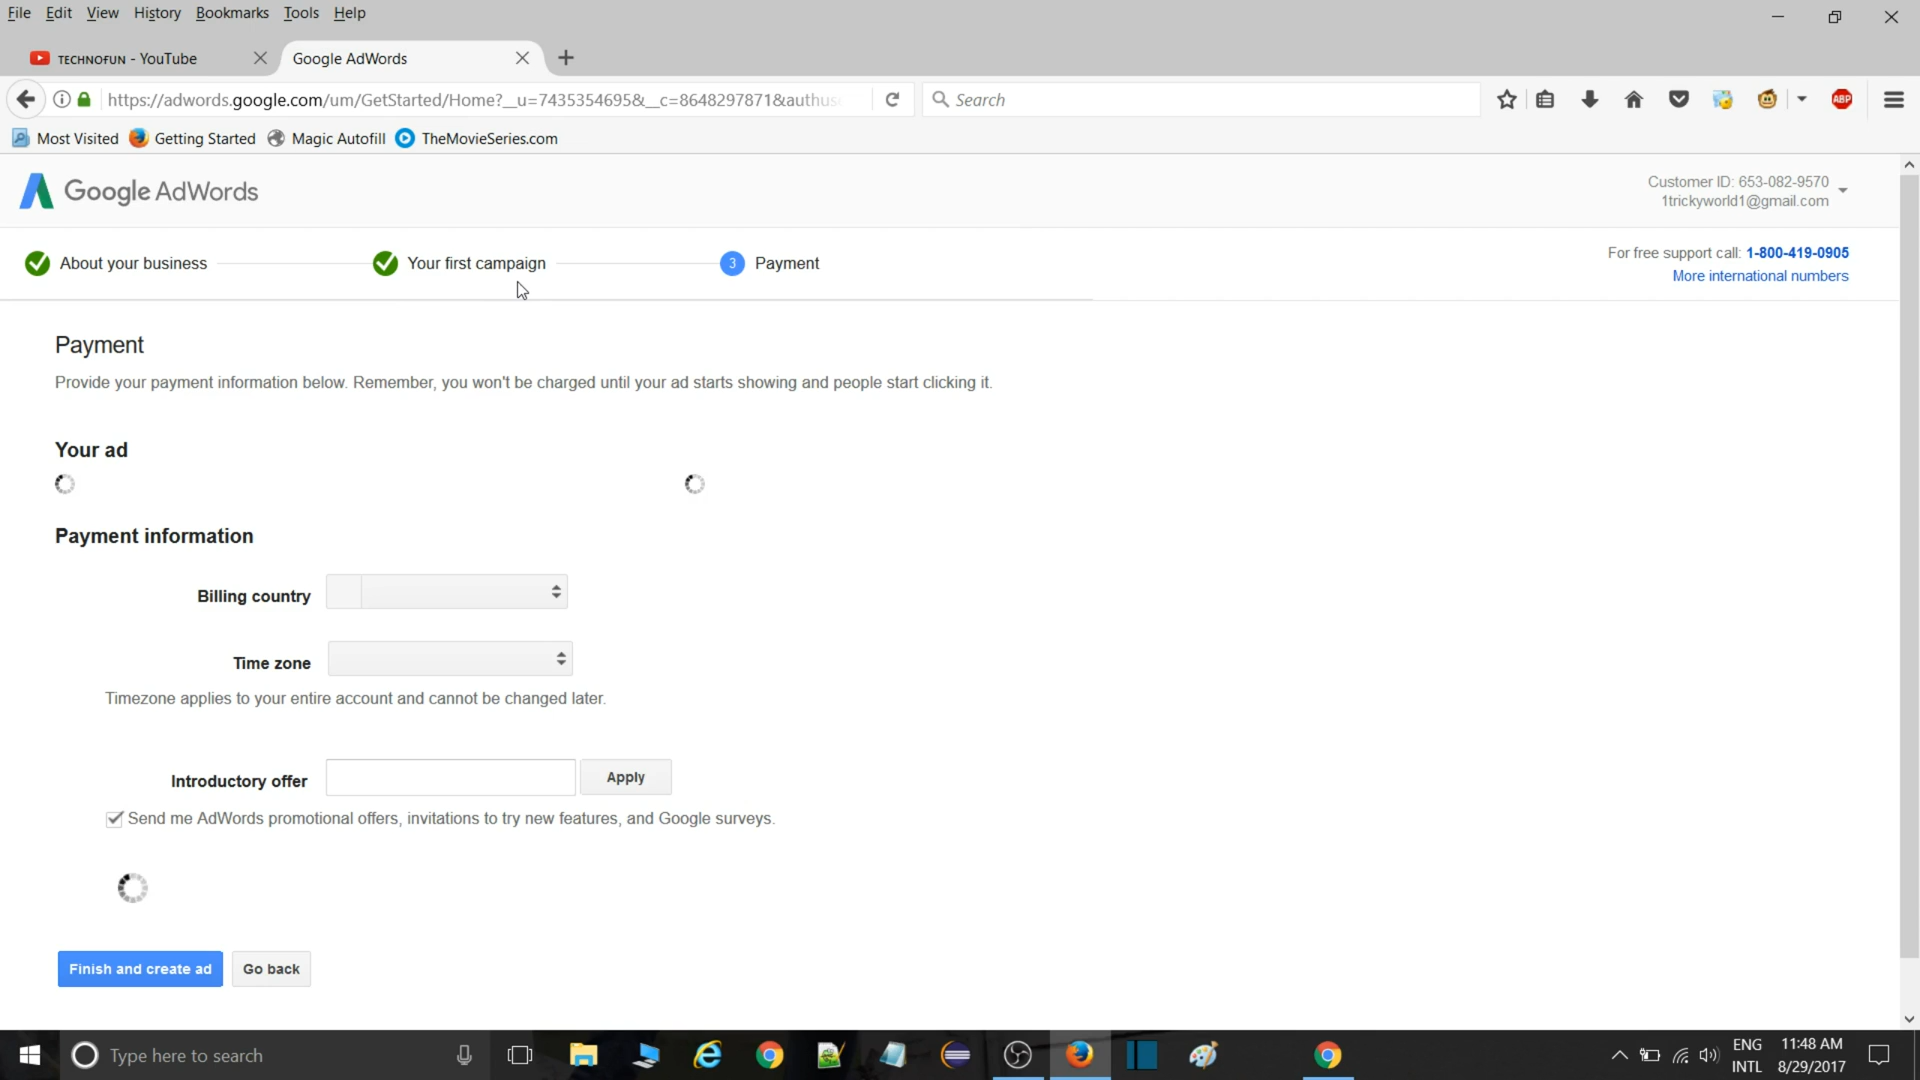 File Edit View History Bookmarks Tools Help
TECHNOFUN - YouTube
Google AdWords
https://adwords.google.com/um/GetStarted/Home?__u=7435354695&__c=8648297871&authus
Search
ABP
Most Visited Getting Started Magic Autofill TheMovieSeries.com
Google AdWords
Customer ID: 653-082-9570
1trickyworld1@gmail.com
About your business
Your first campaign
3 Payment
For free support call: 1-800-419-0905
More international numbers
Payment
Provide your payment information below. Remember, you won't be charged until your ad starts showing and people start clicking it.
Your ad
Payment information
Billing country
Time zone
Timezone applies to your entire account and cannot be changed later.
Introductory offer
Apply
Send me AdWords promotional offers, invitations to try new features, and Google surveys.
Finish and create ad
Go back
Type here to search
ENG
INTL
11:48 AM
8/29/2017